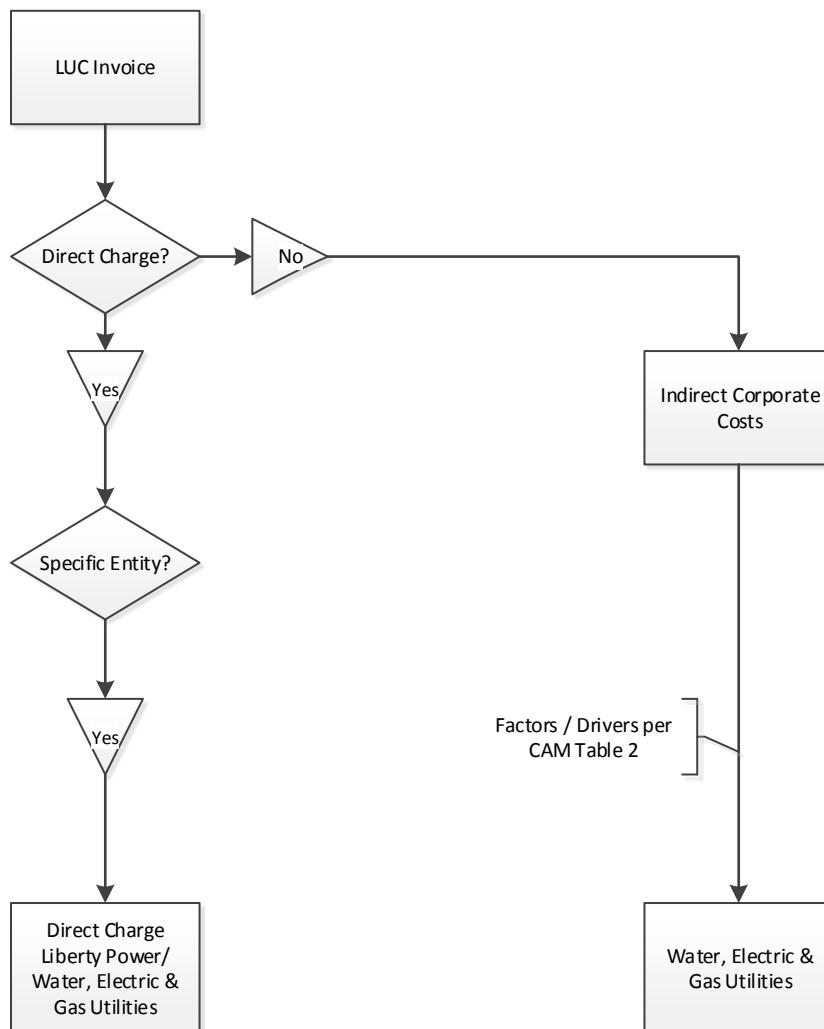 LUC Invoice
Direct Charge?
No
Yes
Indirect Corporate
Costs
Specific Entity?
Yes
Factors / Drivers per
CAM Table 2
Direct Charge
Liberty Power/
Water, Electric &
Gas Utilities
Water, Electric &
Gas Utilities